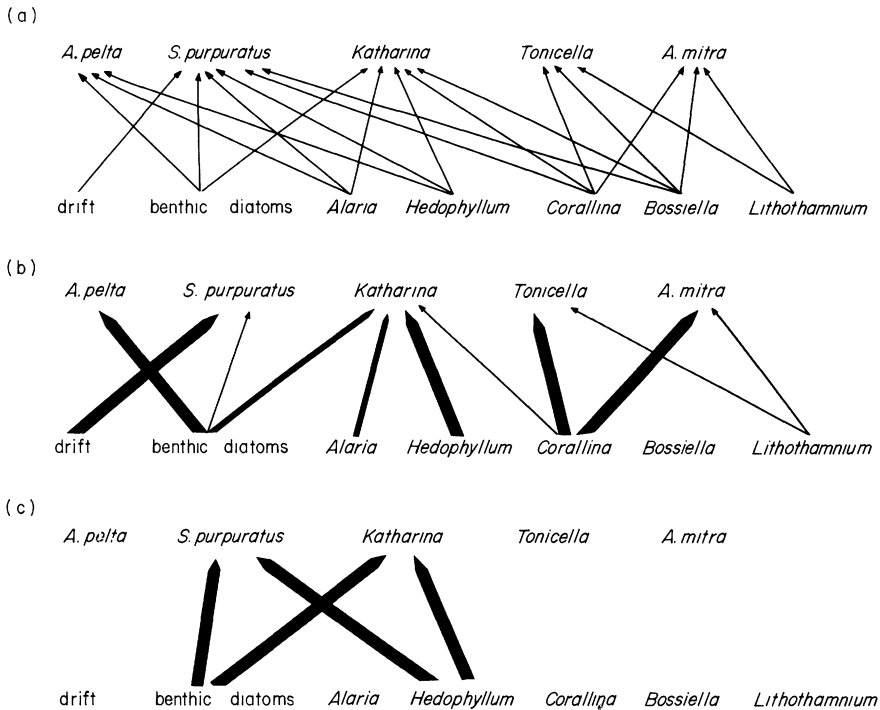 (a)
A. pelta S. purpuratus Katharina Tonicella A. mitra
drift benthic diatoms Alaria Hedophyllum Corallina Bossiella Lithothamnium
(b)
A. pelta S. purpuratus Katharina Tonicella A. mitra
drift benthic diatoms Alaria Hedophyllum Corallina Bossiella Lithothamnium
(c)
A. pelta S. purpuratus Katharina Tonicella A. mitra
drift benthic diatoms Alaria Hedophyllum Corallina Bossiella Lithothamnium